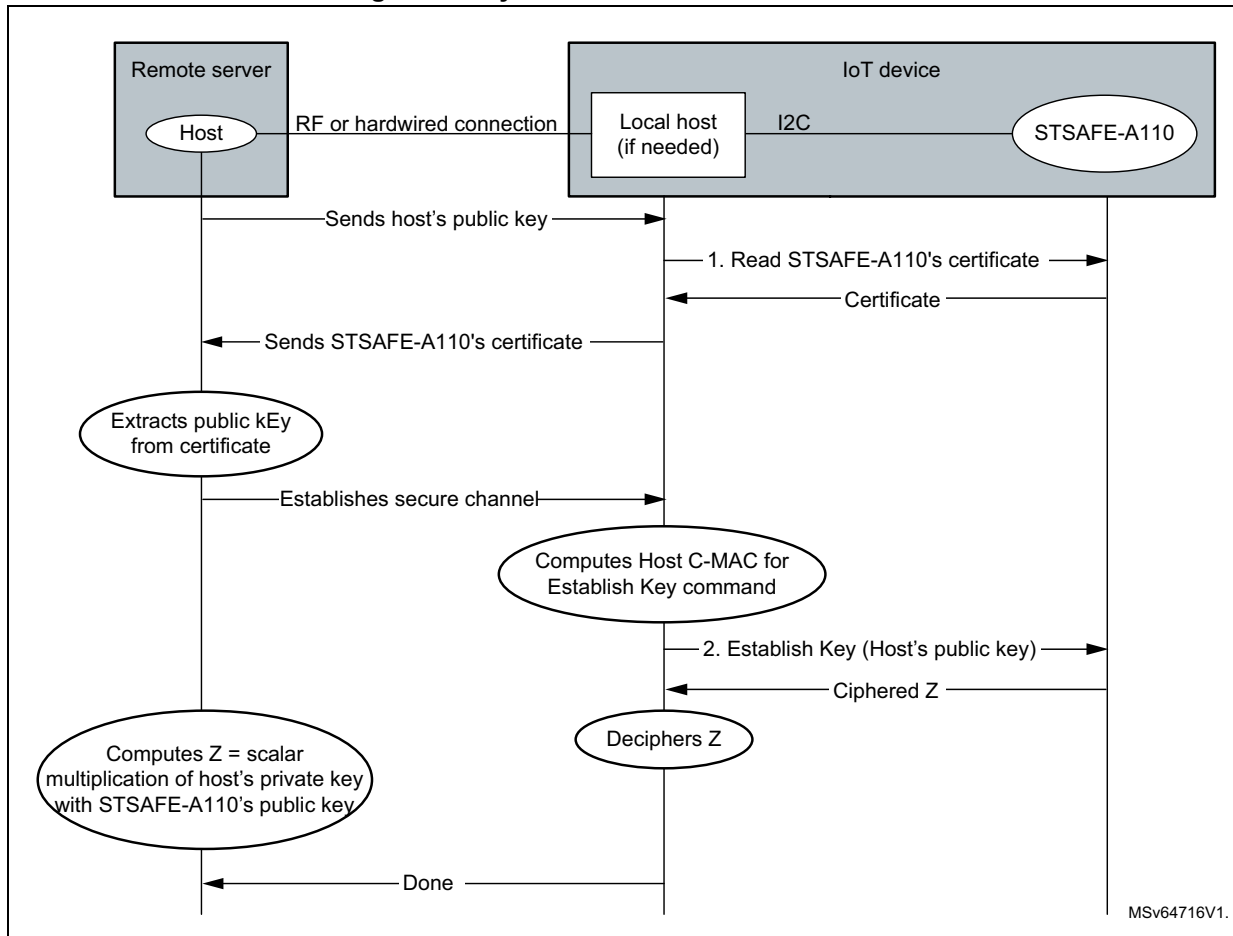 Remote server
IoT device
Host
RF or hardwired connection
Local host
(if needed)
I2C
STSAFE-A110
Sends host's public key
1. Read STSAFE-A110's certificate
Certificate
Sends STSAFE-A110's certificate
Extracts public kEy
from certificate
Establishes secure channel
Computes Host C-MAC for
Establish Key command
2. Establish Key (Host's public key)
Ciphered Z
Deciphers Z
Computes Z = scalar
multiplication of host's private key
with STSAFE-A110's public key
Done
MSv64716V1.